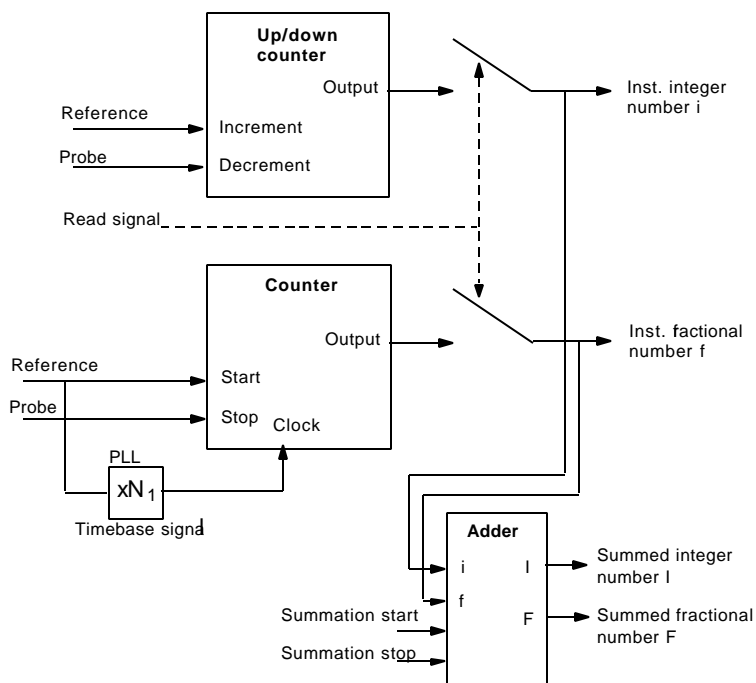 Up/down
counter
Output
Inst. integer
number i
Reference
Increment
Probe
Decrement
Read signal
Counter
Output
Inst. factional
number f
Reference
Start
Probe
Stop
Clock
PLL
xN1
Timebase signal
Adder
i
I
Summed integer
number I
f
F
Summed fractional
number F
Summation start
Summation stop